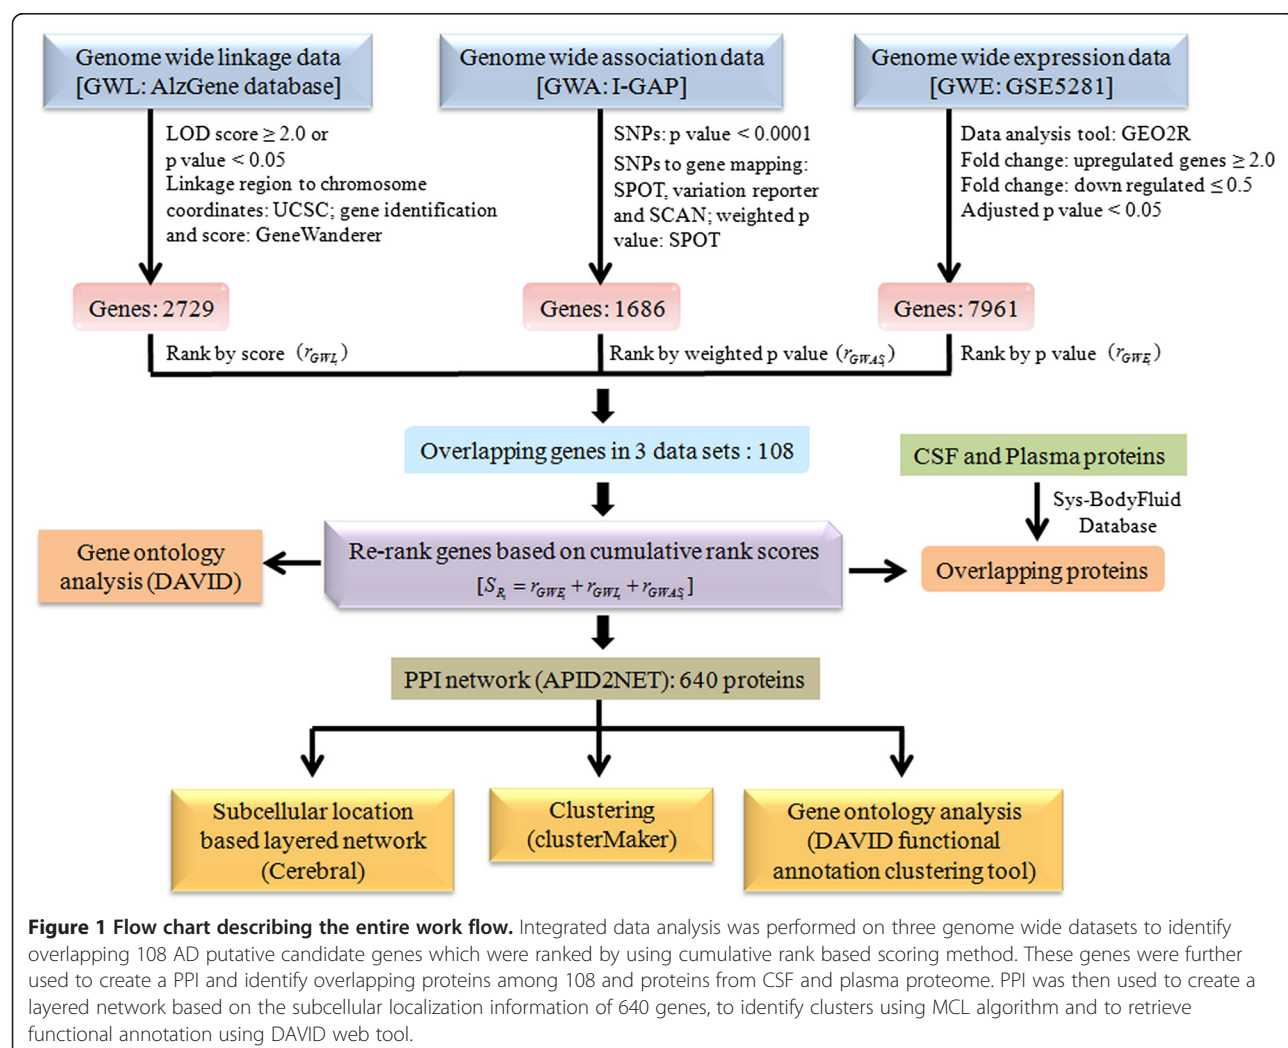 Genome wide linkage data
[GWL: AlzGene database]
Genome wide association data
[GWA: I-GAP]
Genome wide expression data
[GWE: GSE5281]
LOD score ≥ 2.0 or
p value < 0.05
Linkage region to chromosome
coordinates: UCSC; gene identification
and score: GeneWanderer
SNPs: p value < 0.0001
SNPs to gene mapping:
SPOT, variation reporter
and SCAN; weighted p
value: SPOT
Data analysis tool: GEO2R
Fold change: upregulated genes ≥ 2.0
Fold change: down regulated ≤ 0.5
Adjusted p value < 0.05
Genes: 2729
Genes: 1686
Genes: 7961
Rank by score (r_GWL_i)
Rank by weighted p value (r_GWAS_i)
Rank by p value (r_GWE_i)
Overlapping genes in 3 data sets : 108
CSF and Plasma proteins
Sys-BodyFluid
Database
Gene ontology
analysis (DAVID)
Re-rank genes based on cumulative rank scores
[S_R_i = r_GWE_i + r_GWL_i + r_GWAS_i]
Overlapping proteins
PPI network (APID2NET): 640 proteins
Subcellular location
based layered network
(Cerebral)
Clustering
(clusterMaker)
Gene ontology analysis
(DAVID functional
annotation clustering tool)
Figure 1 Flow chart describing the entire work flow. Integrated data analysis was performed on three genome wide datasets to identify
overlapping 108 AD putative candidate genes which were ranked by using cumulative rank based scoring method. These genes were further
used to create a PPI and identify overlapping proteins among 108 and proteins from CSF and plasma proteome. PPI was then used to create a
layered network based on the subcellular localization information of 640 genes, to identify clusters using MCL algorithm and to retrieve
functional annotation using DAVID web tool.